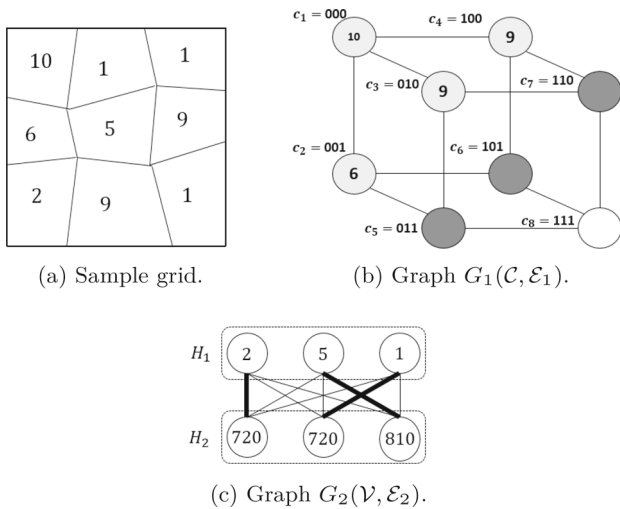 10 1 1
6 5 9
2 9 1
(a) Sample grid.
c₁ = 000
10
c₄ = 100
9
c₃ = 010
9
c₇ = 110
c₂ = 001
6
c₆ = 101
c₅ = 011
c₈ = 111
(b) Graph G₁(𝒞, ℰ₁).
H₁ 2 5 1
H₂ 720 720 810
(c) Graph G₂(𝒱, ℰ₂).